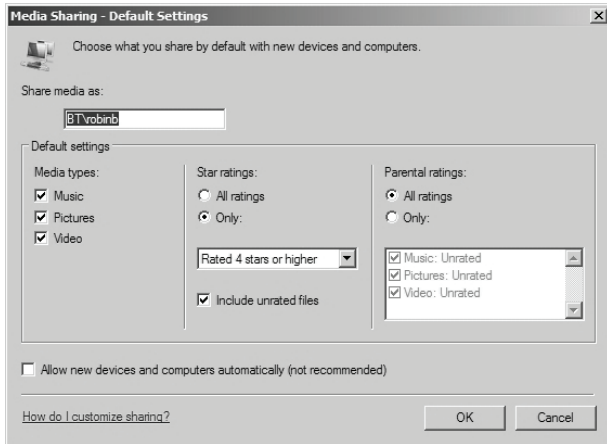 Media Sharing - Default Settings
Choose what you share by default with new devices and computers.
Share media as:
BT\robinb
Default settings
Media types:
Music
Pictures
Video
Star ratings:
All ratings
Only:
Rated 4 stars or higher
Include unrated files
Parental ratings:
All ratings
Only:
Music: Unrated
Pictures: Unrated
Video: Unrated
Allow new devices and computers automatically (not recommended)
How do I customize sharing?
OK
Cancel